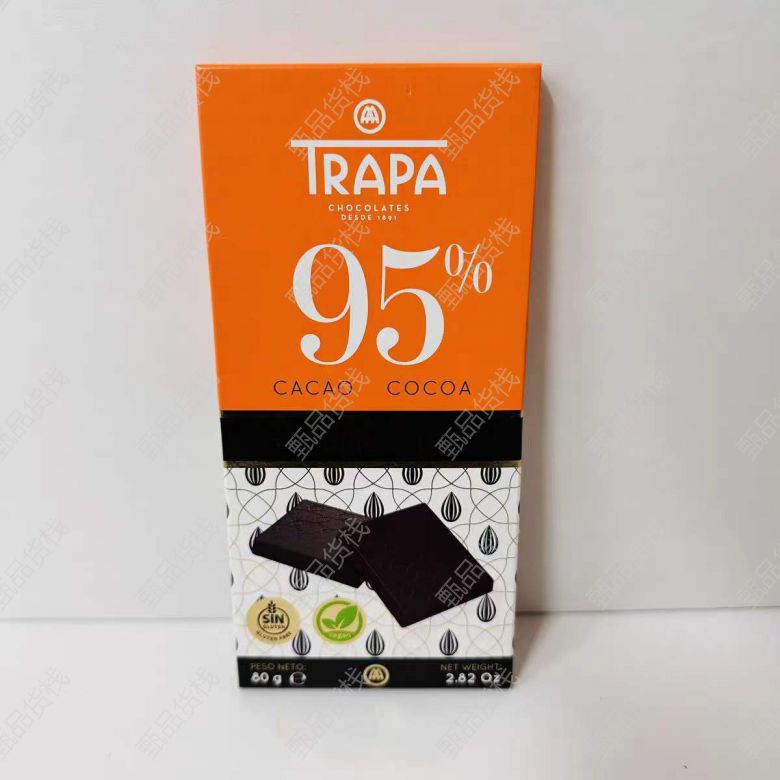 TRAPA
CHOCOLATES
DESDE 1891
95%
CACAO COCOA
SIN
GLUTEN
GLUTEN FREE
vegan
PESO NETO:
80 g ℮
NET WEIGHT:
2.82 Oz
甄品货栈